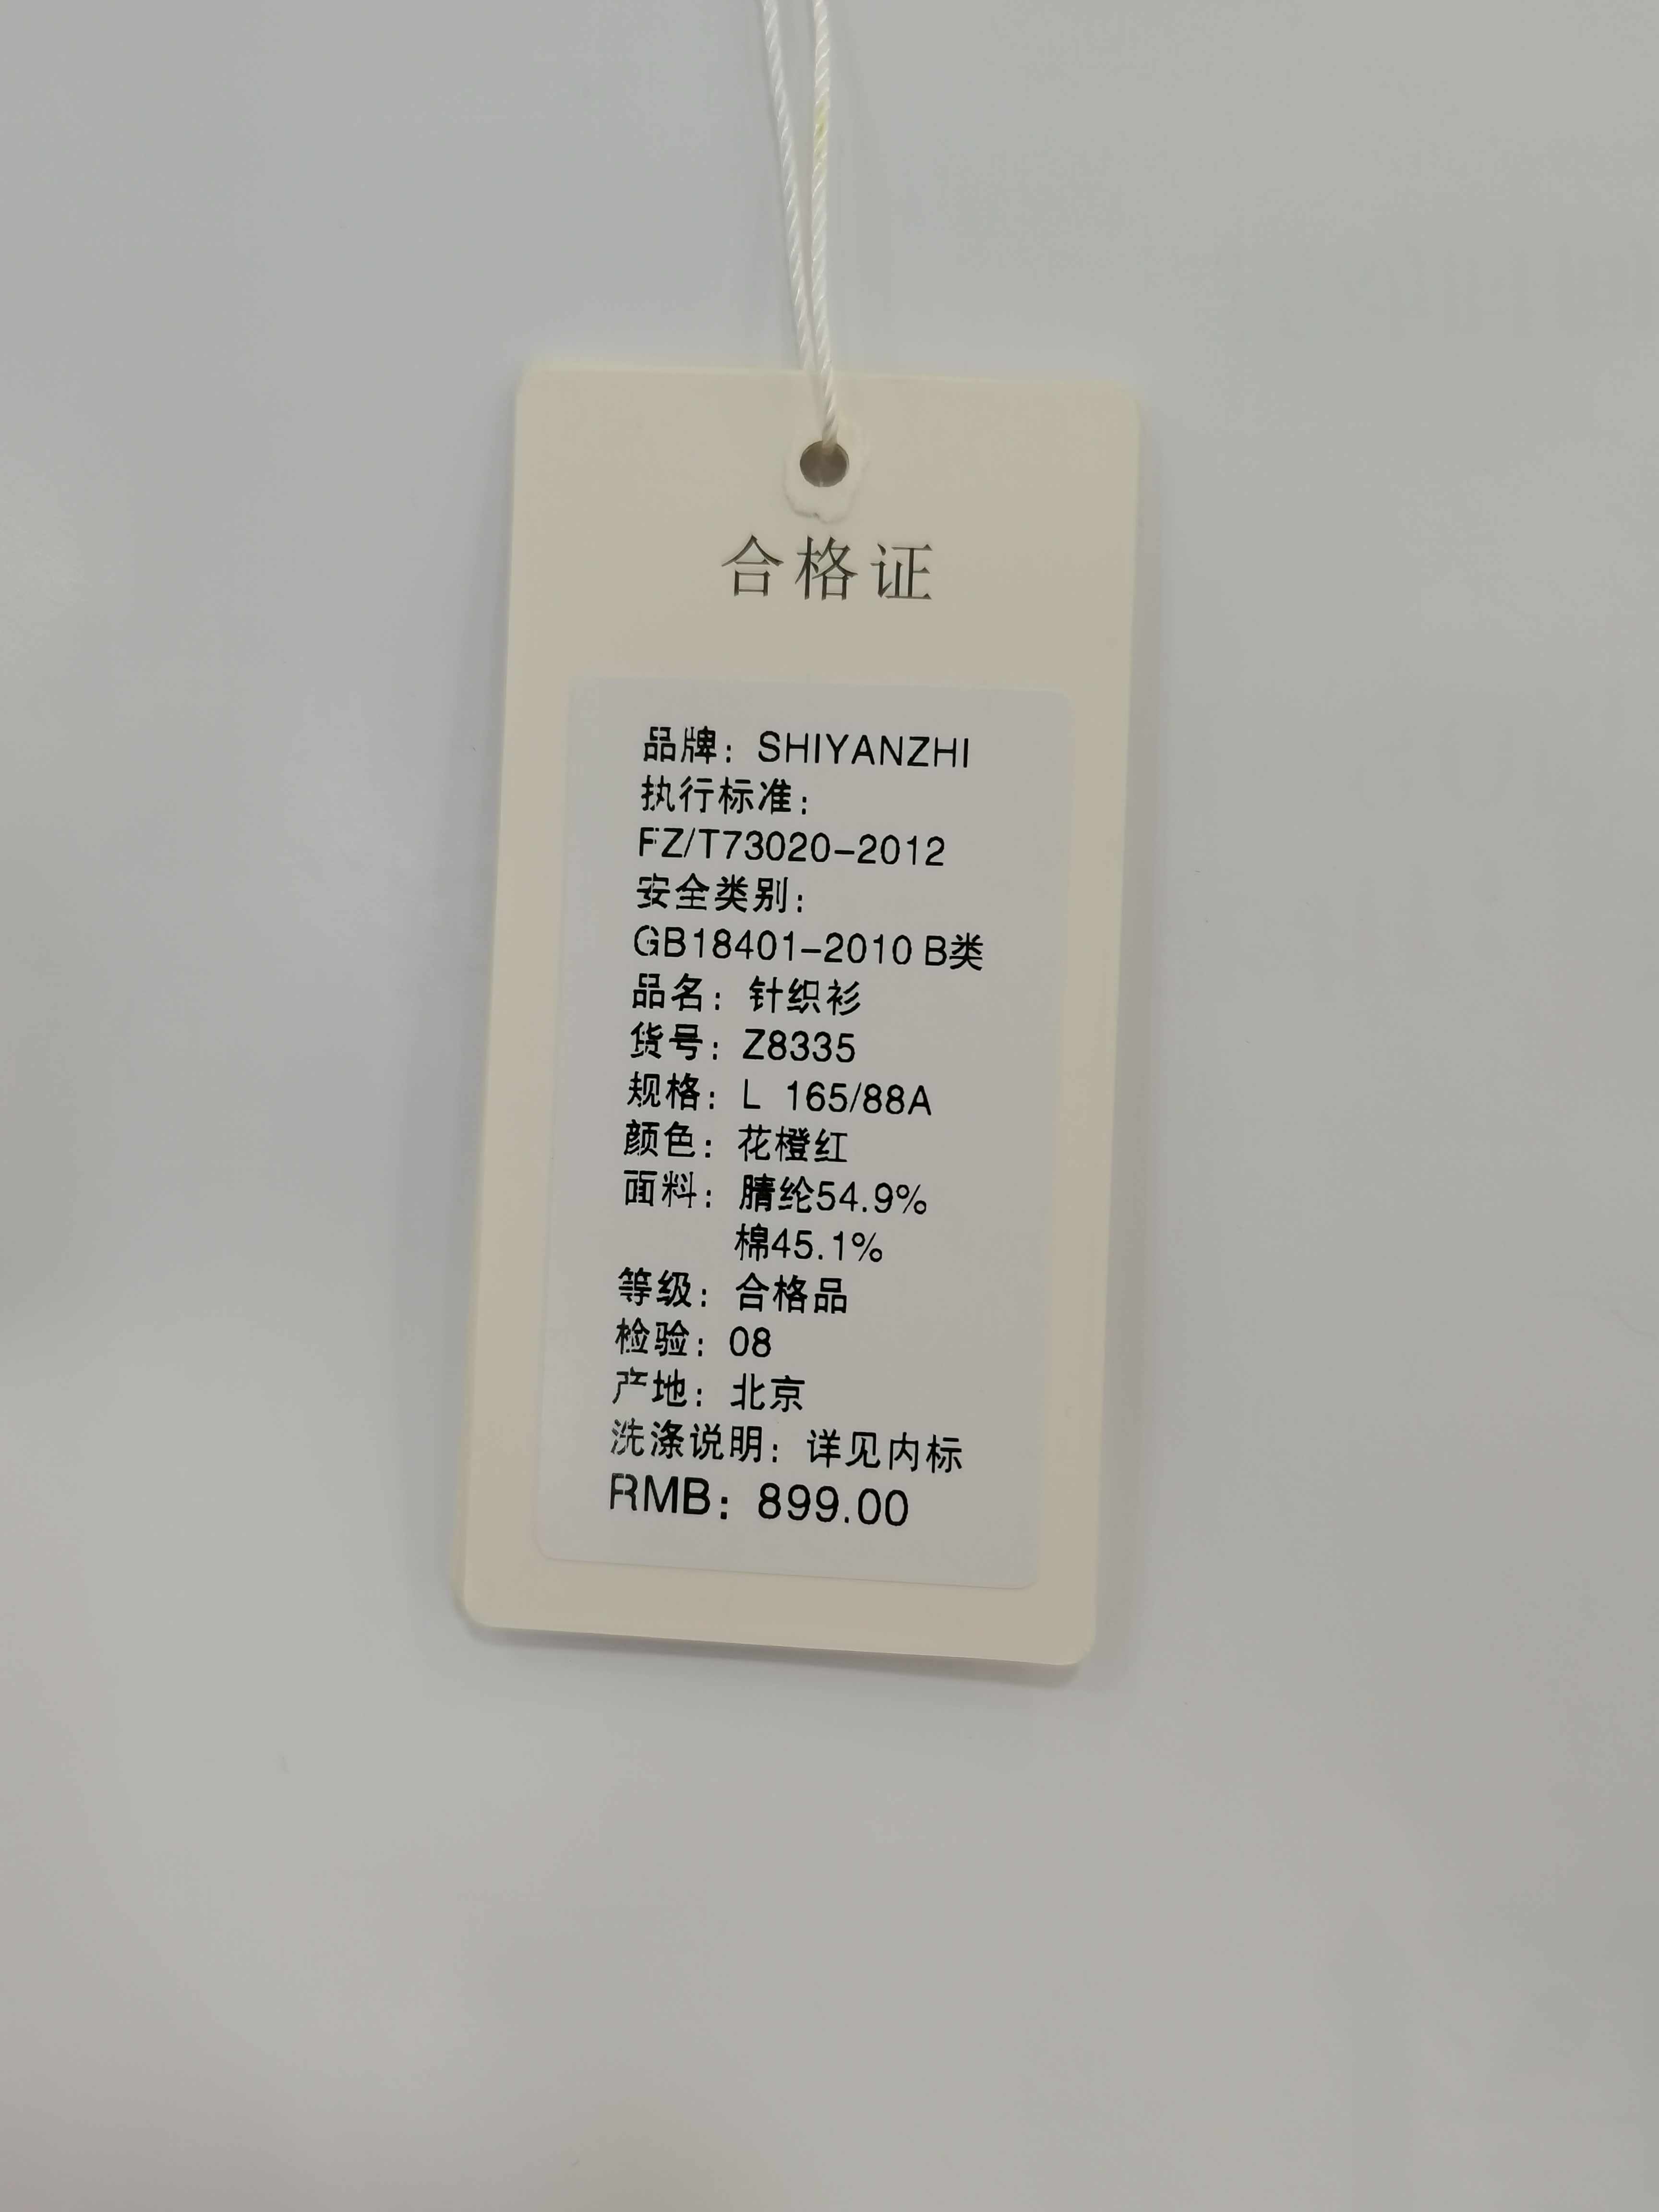 合格证
品牌：SHIYANZHI
执行标准：
FZ/T73020-2012
安全类别：
GB18401-2010 B类
品名：针织衫
货号：Z8335
规格：L 165/88A
颜色：花橙红
面料：腈纶54.9%
棉45.1%
等级：合格品
检验：08
产地：北京
洗涤说明：详见内标
RMB：899.00